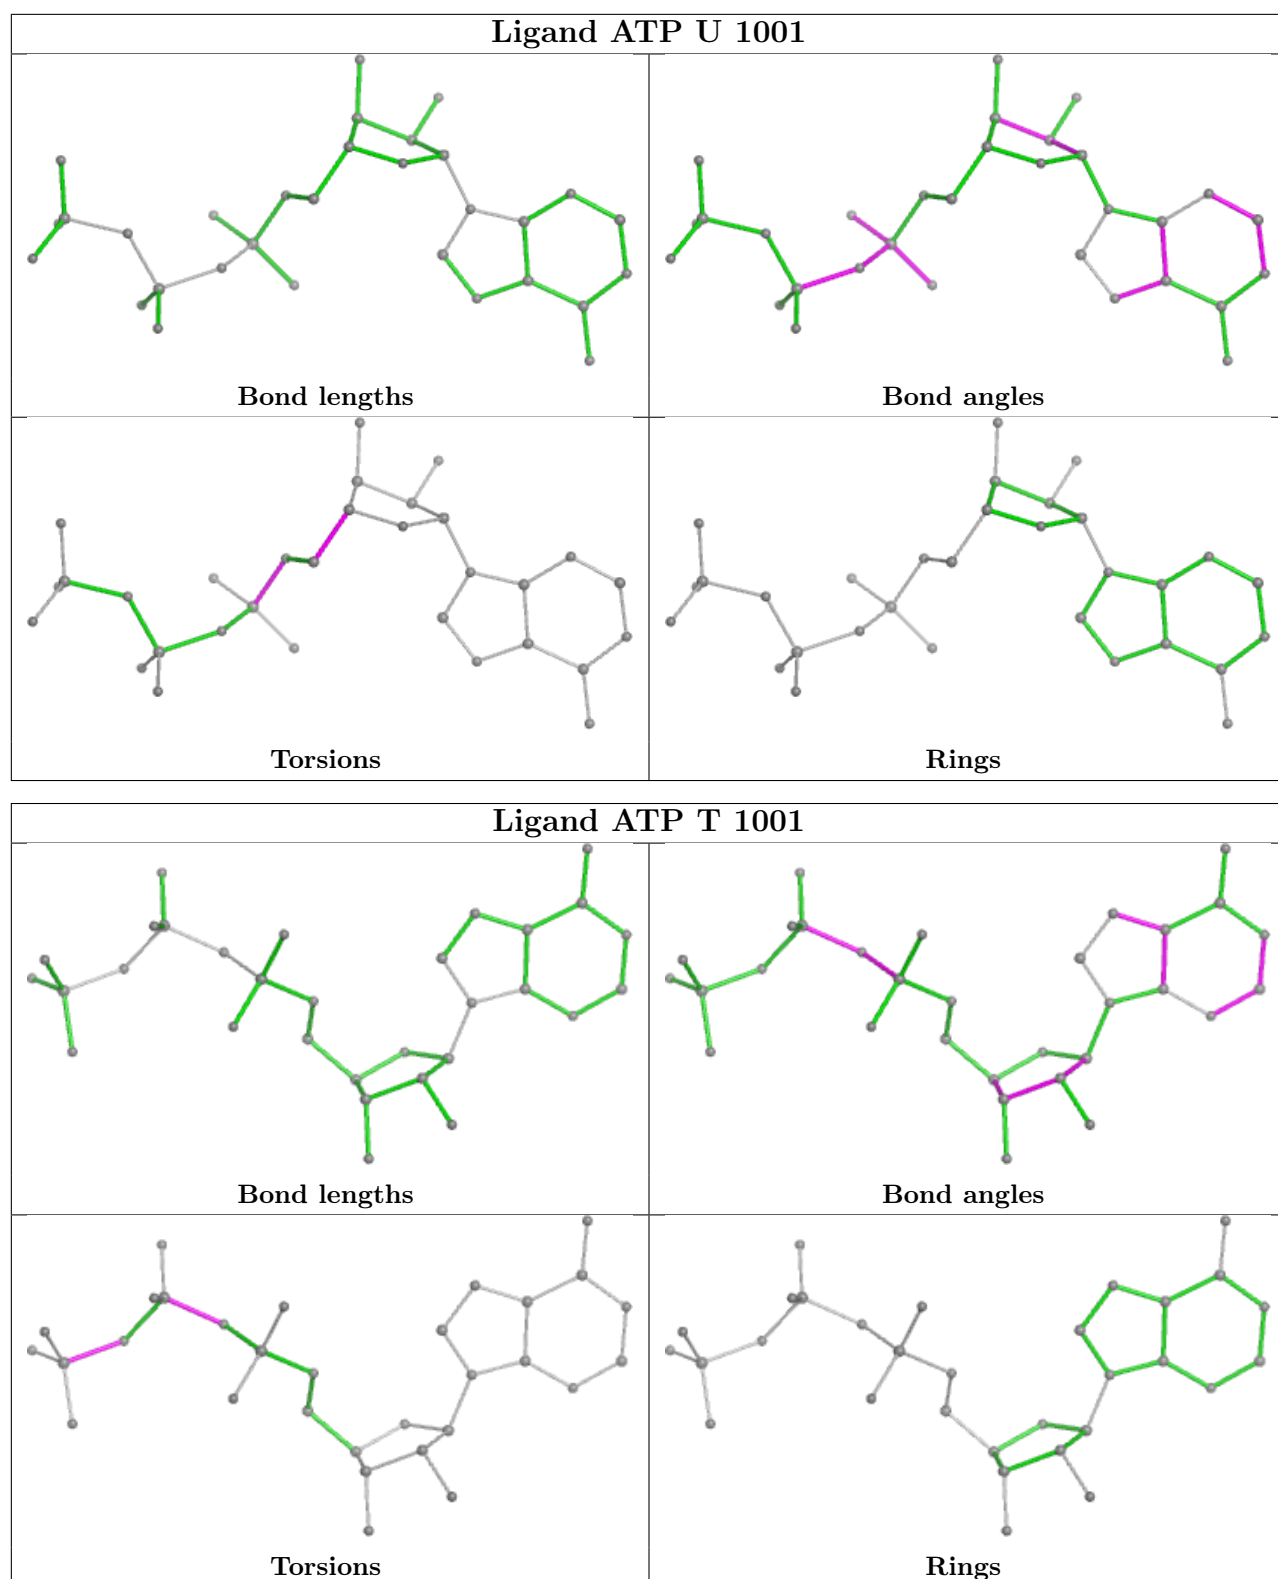 Ligand ATP U 1001
Bond lengths
Bond angles
Torsions
Rings
Ligand ATP T 1001
Bond lengths
Bond angles
Torsions
Rings